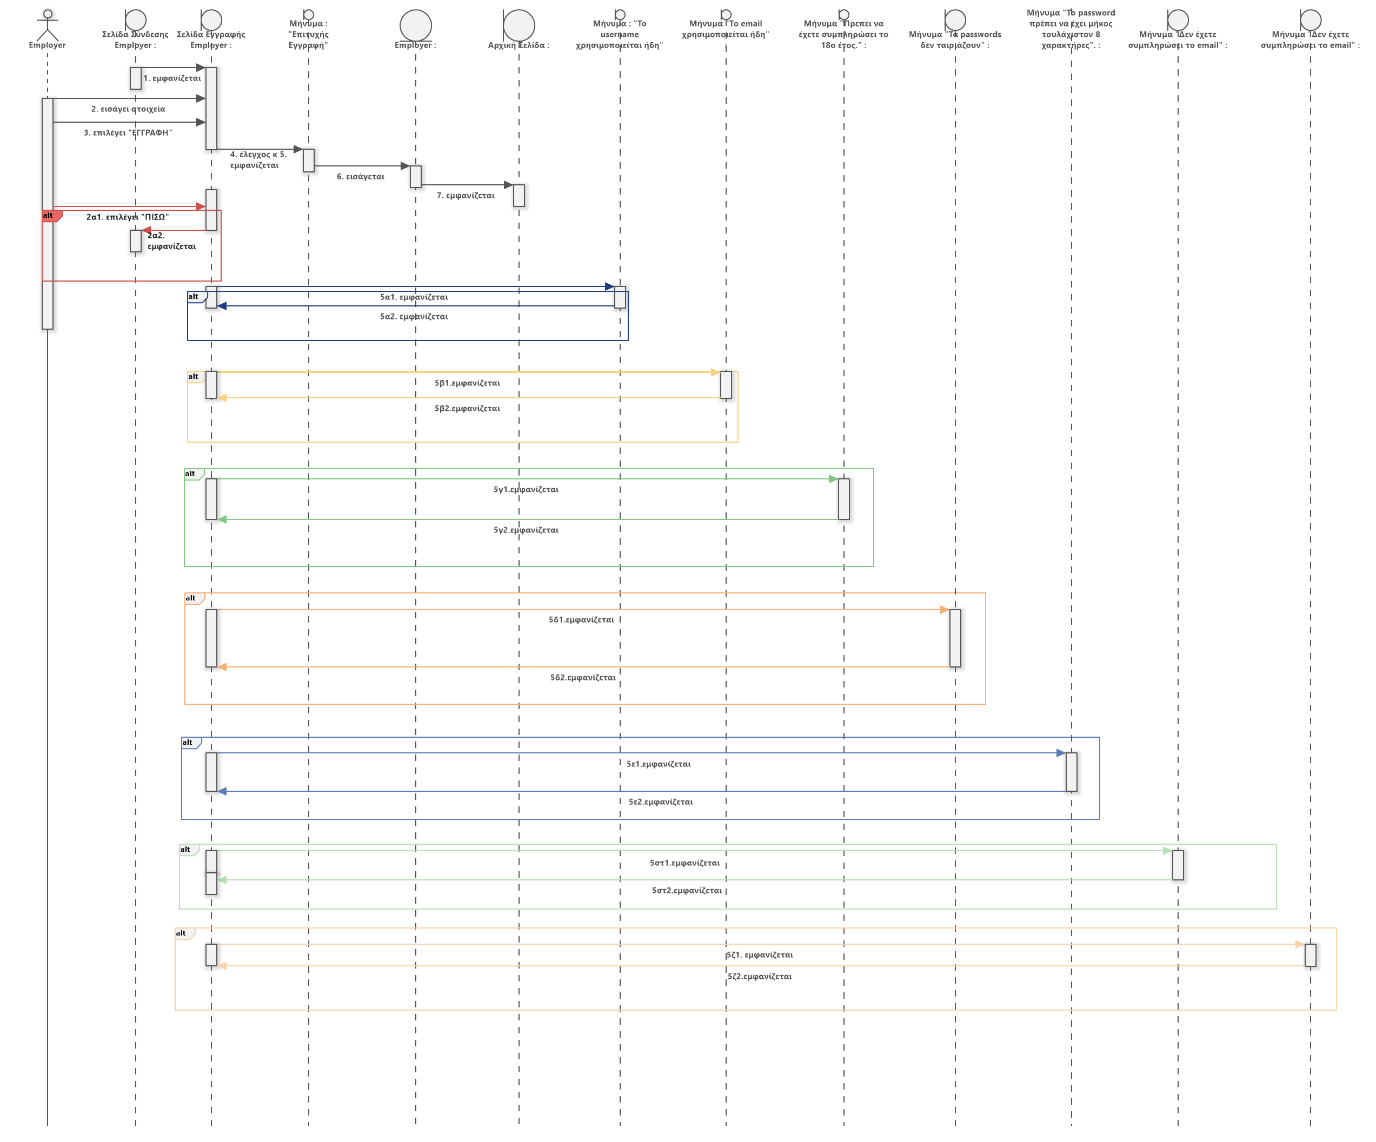 Employer
Σελίδα Σύνδεσης
Employer :
Σελίδα Εγγραφής
Employer :
Μήνυμα :
"Επιτυχής
Εγγραφή"
Employer :
Αρχική Σελίδα :
Μήνυμα : "Το
username
χρησιμοποιείται ήδη"
Μήνυμα "Το email
χρησιμοποιείται ήδη"
:
Μήνυμα "Πρεπει να
έχετε συμπληρώσει το
18ο έτος." :
Μήνυμα "Τα passwords
δεν ταιριάζουν" :
Μήνυμα "Το password
πρέπει να έχει μήκος
τουλάχιστον 8
χαρακτήρες". :
Μήνυμα "Δεν έχετε
συμπληρώσει το email" :
Μήνυμα "Δεν έχετε
συμπληρώσει το email" :
1. εμφανίζεται
2. εισάγει στοιχεία
3. επιλέγει "ΕΓΓΡΑΦΗ"
4. έλεγχος κ 5.
εμφανίζεται
6. εισάγεται
7. εμφανίζεται
alt
2α1. επιλέγει "ΠΙΣΩ"
2α2.
εμφανίζεται
alt
5α1. εμφανίζεται
5α2. εμφανίζεται
alt
5β1.εμφανίζεται
5β2.εμφανίζεται
alt
5γ1.εμφανίζεται
5γ2.εμφανίζεται
alt
5δ1.εμφανίζεται
5δ2.εμφανίζεται
alt
5ε1.εμφανίζεται
5ε2.εμφανίζεται
alt
5στ1.εμφανίζεται
5στ2.εμφανίζεται
alt
5ζ1. εμφανίζεται
5ζ2.εμφανίζεται